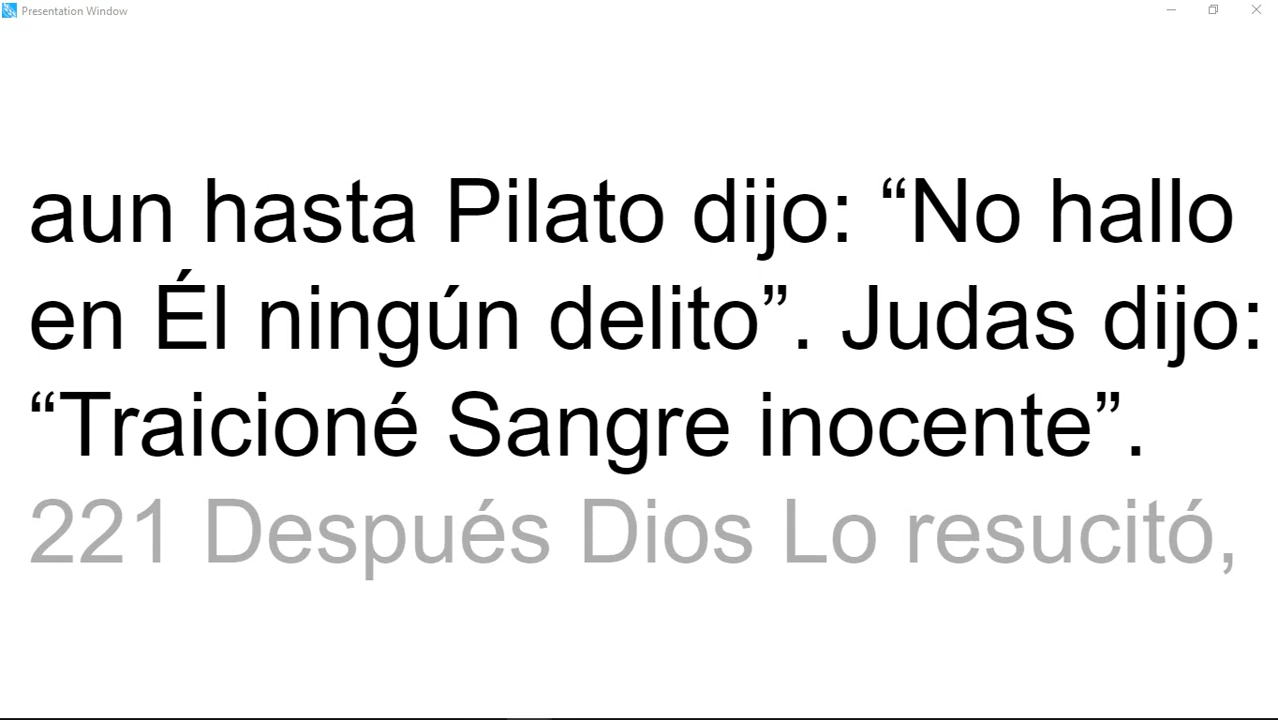 Presentation Window
aun hasta Pilato dijo: “No hallo
en Él ningún delito”. Judas dijo:
“Traicioné Sangre inocente”.
221 Después Dios Lo resucitó,